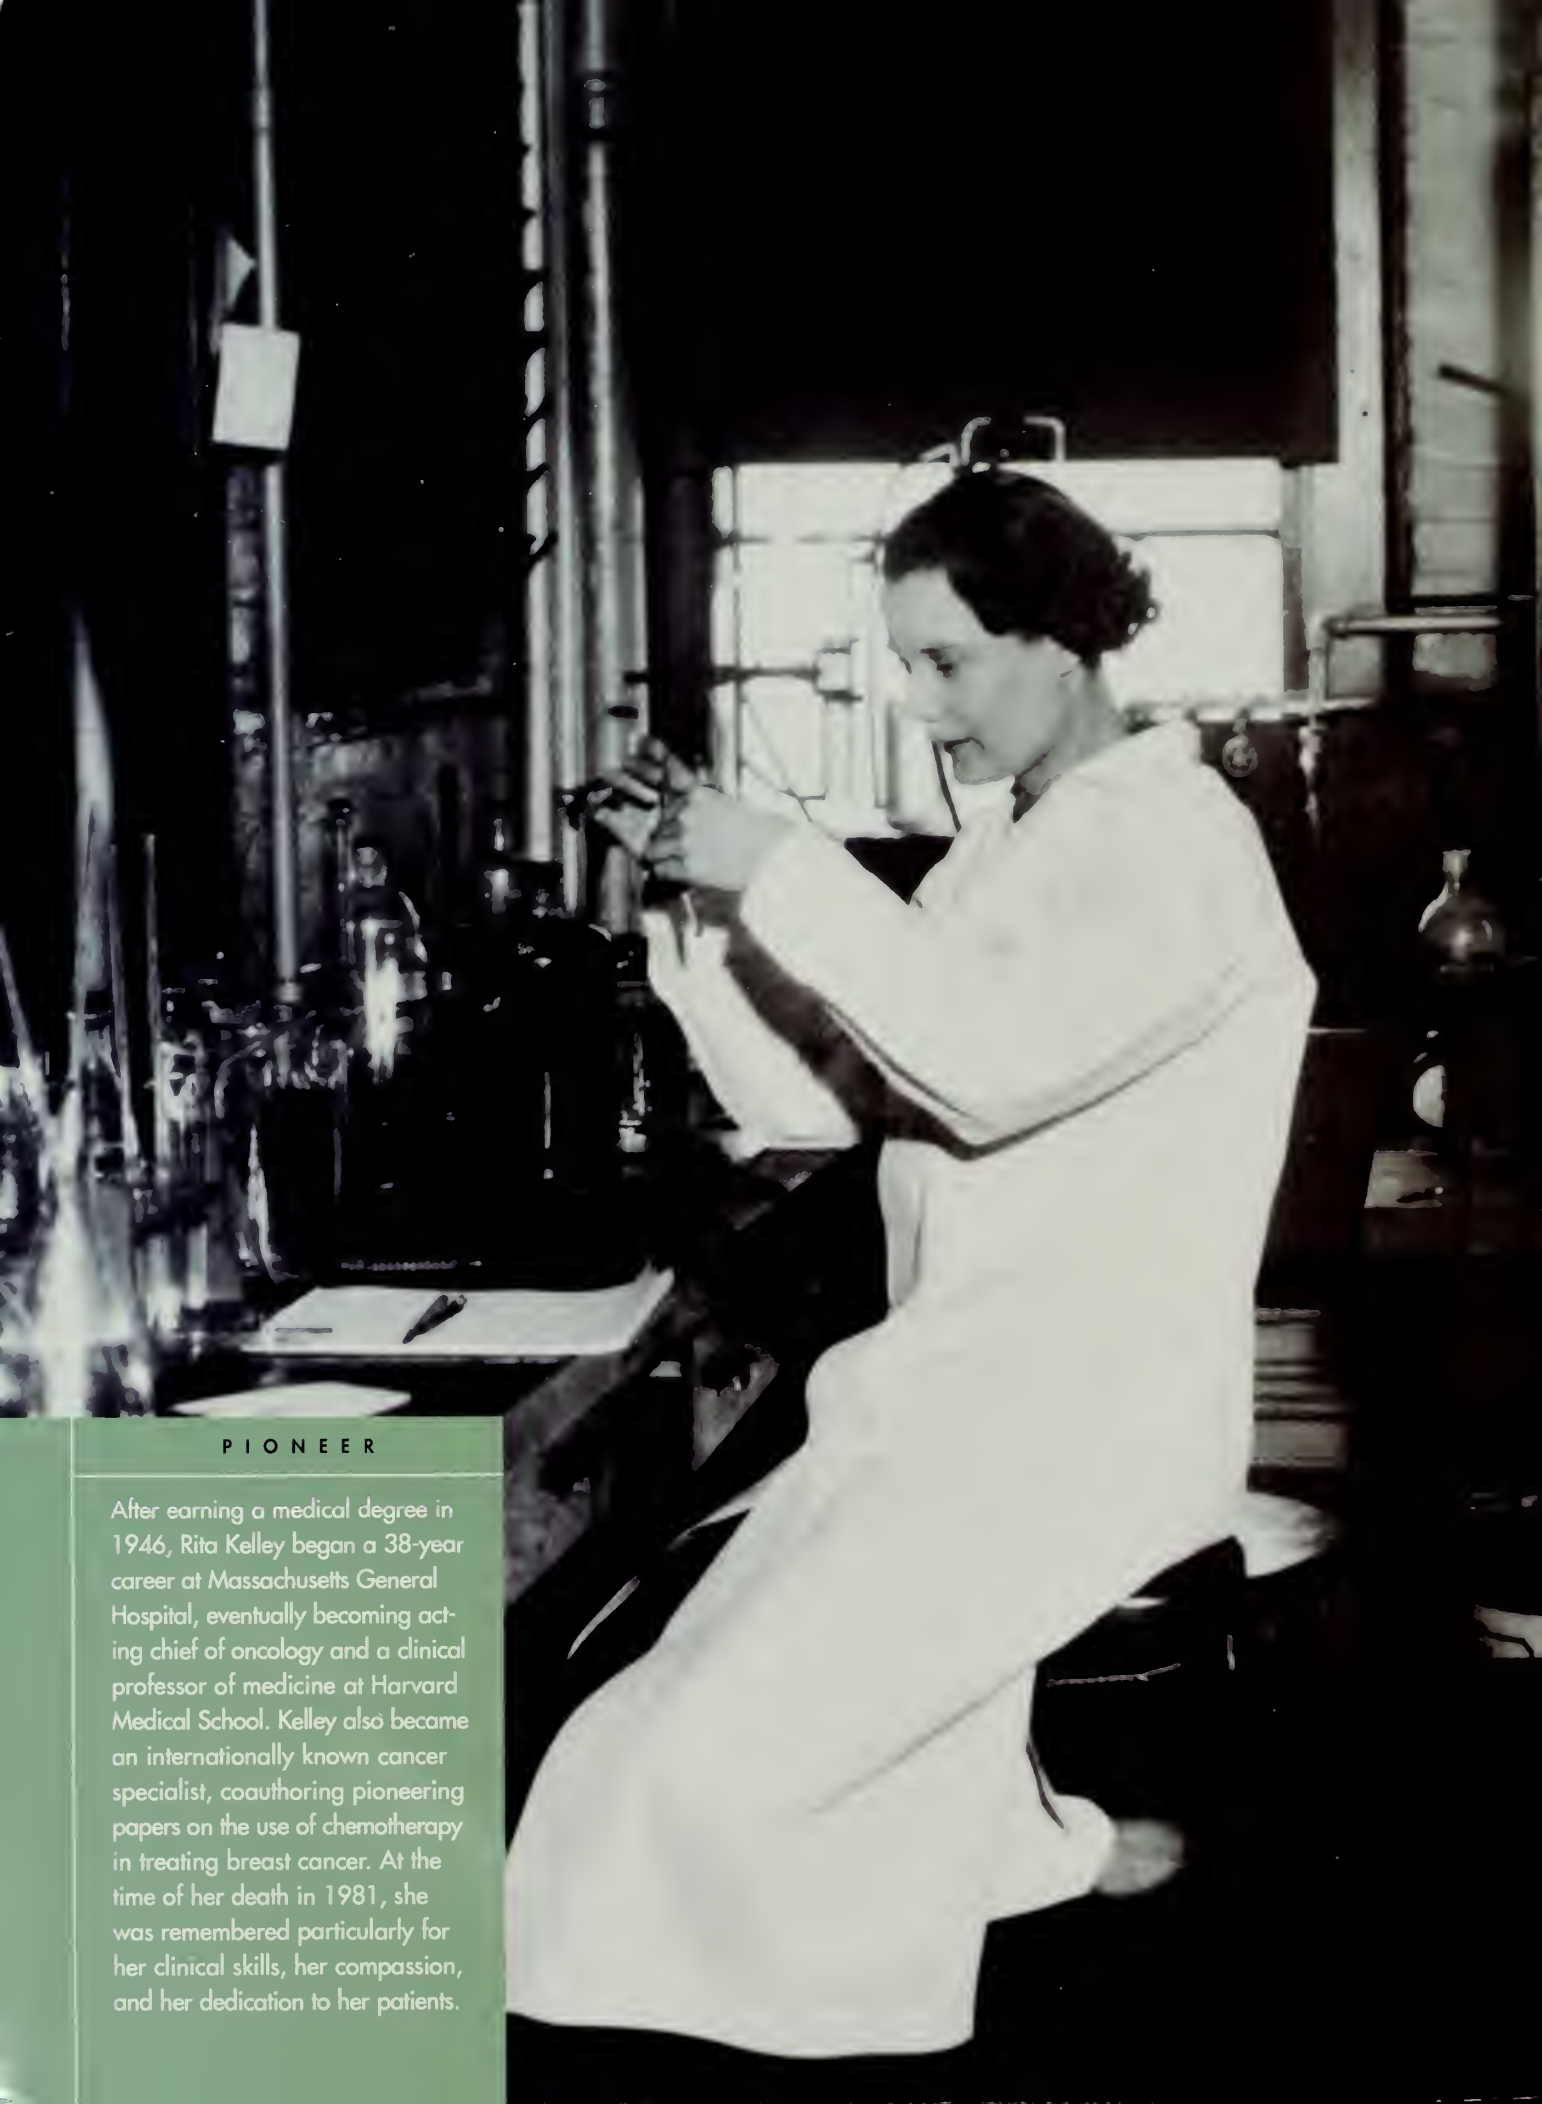 PIONEER
After earning a medical degree in
1946, Rita Kelley began a 38-year
career at Massachusetts General
Hospital, eventually becoming act-
ing chief of oncology and a clinical
professor of medicine at Harvard
Medical School. Kelley also became
an internationally known cancer
specialist, coauthoring pioneering
papers on the use of chemotherapy
in treating breast cancer. At the
time of her death in 1981, she
was remembered particularly for
her clinical skills, her compassion,
and her dedication to her patients.